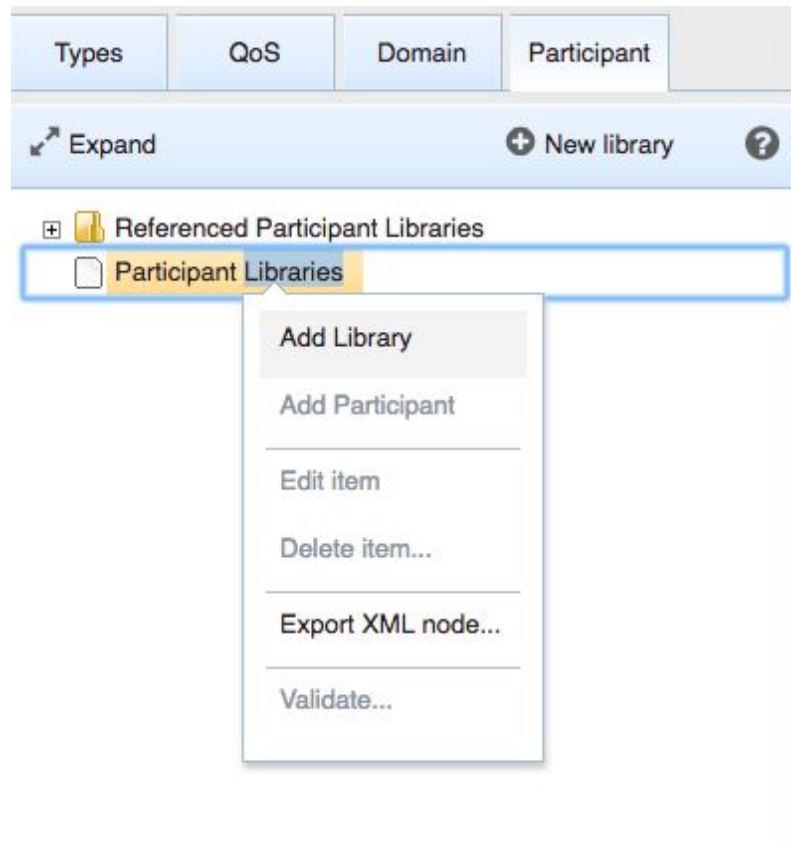 Types QoS Domain Participant
Expand New library ?
Referenced Participant Libraries
Participant Libraries
Add Library
Add Participant
Edit item
Delete item...
Export XML node...
Validate...